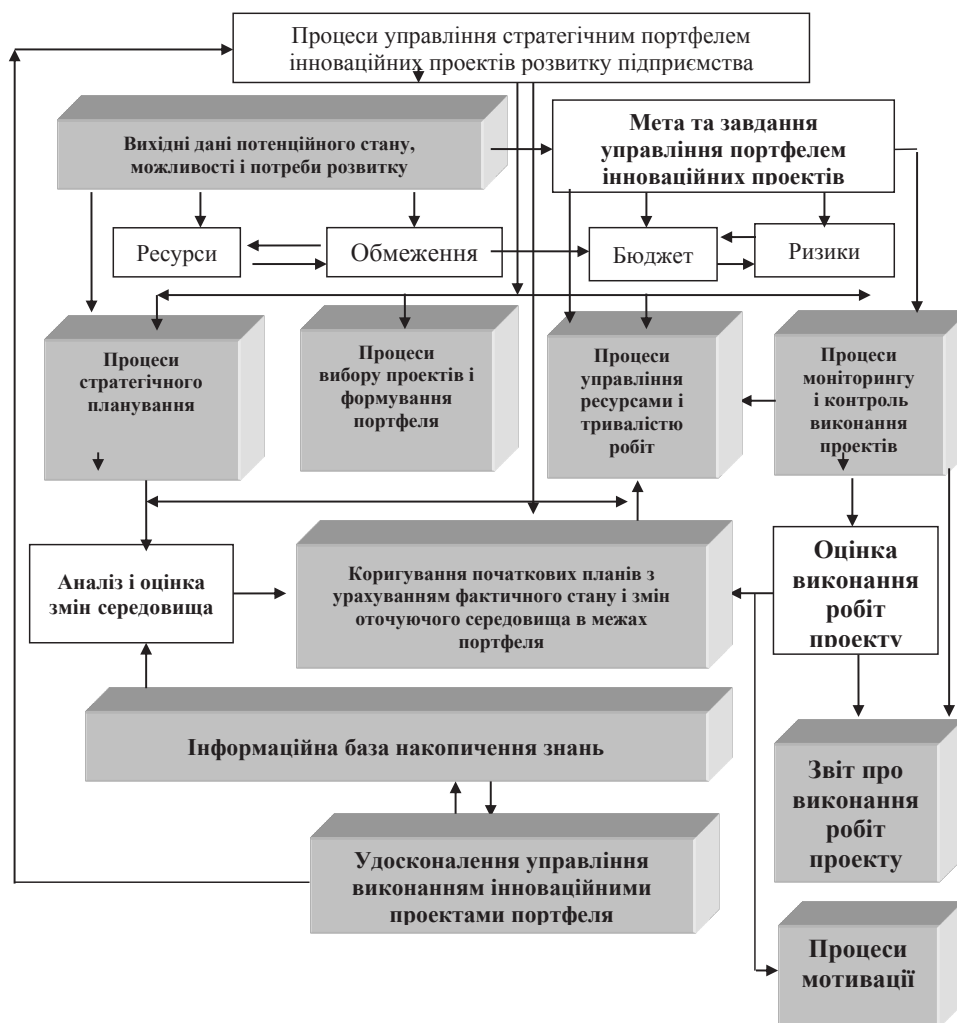 Процеси управління стратегічним портфелем
інноваційних проектів розвитку підприємства
Вихідні дані потенційного стану,
можливості і потреби розвитку
Мета та завдання
управління портфелем
інноваційних проектів
Ресурси
Обмеження
Бюджет
Ризики
Процеси
стратегічного
планування
Процеси
вибору проектів і
формування
портфеля
Процеси
управління
ресурсами і
тривалістю
робіт
Процеси
моніторингу
і контроль
виконання
проектів
Аналіз і оцінка
змін середовища
Коригування початкових планів з
урахуванням фактичного стану і змін
оточуючого середовища в межах
портфеля
Оцінка
виконання
робіт
проекту
Інформаційна база накопичення знань
Звіт про
виконання
робіт
проекту
Удосконалення управління
виконанням інноваційними
проектами портфеля
Процеси
мотивації